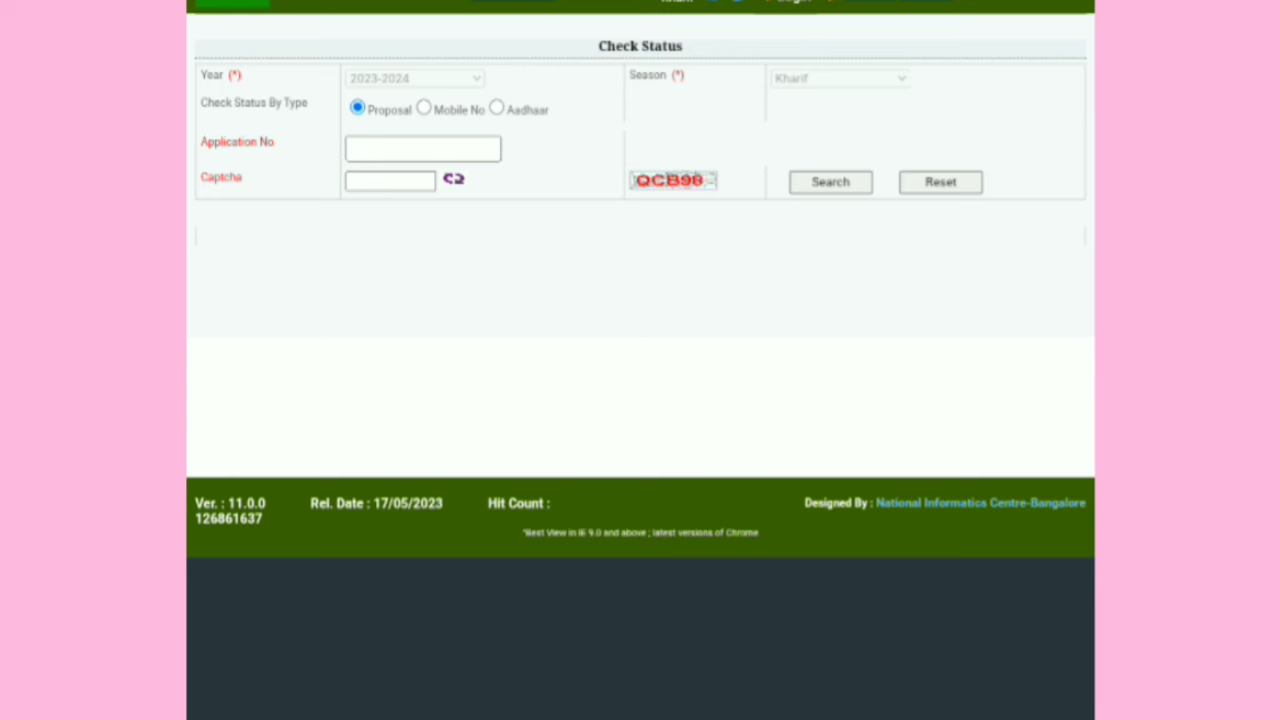 Check Status
Year (*) 2023-2024 Season (*) Kharif
Check Status By Type Proposal Mobile No Aadhaar
Application No
Captcha QCB98 Search Reset
Ver. : 11.0.0 Rel. Date : 17/05/2023 Hit Count : Designed By : National Informatics Centre-Bangalore
126861637
*Best View in IE 9.0 and above ; latest versions of Chrome